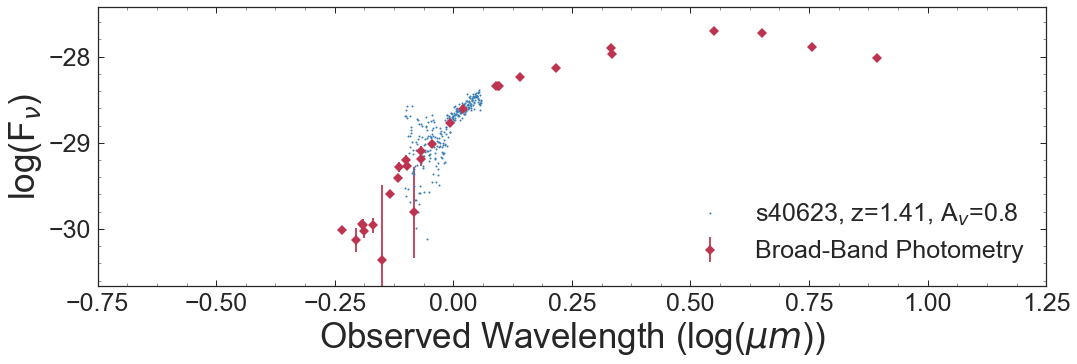 log(F_ν)
−28
−29
−30
s40623, z=1.41, A_v=0.8
Broad-Band Photometry
−0.75 −0.50 −0.25 0.00 0.25 0.50 0.75 1.00 1.25
Observed Wavelength (log(μm))